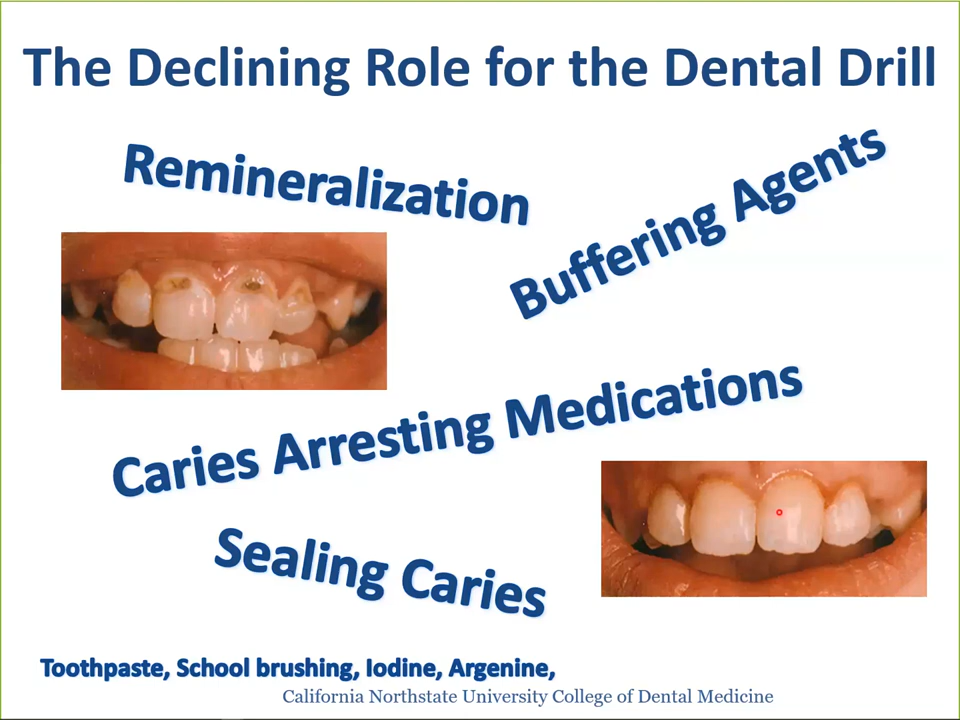 The Declining Role for the Dental Drill
Remineralization
Buffering Agents
Caries Arresting Medications
Sealing Caries
Toothpaste, School brushing, Iodine, Argenine,
California Northstate University College of Dental Medicine